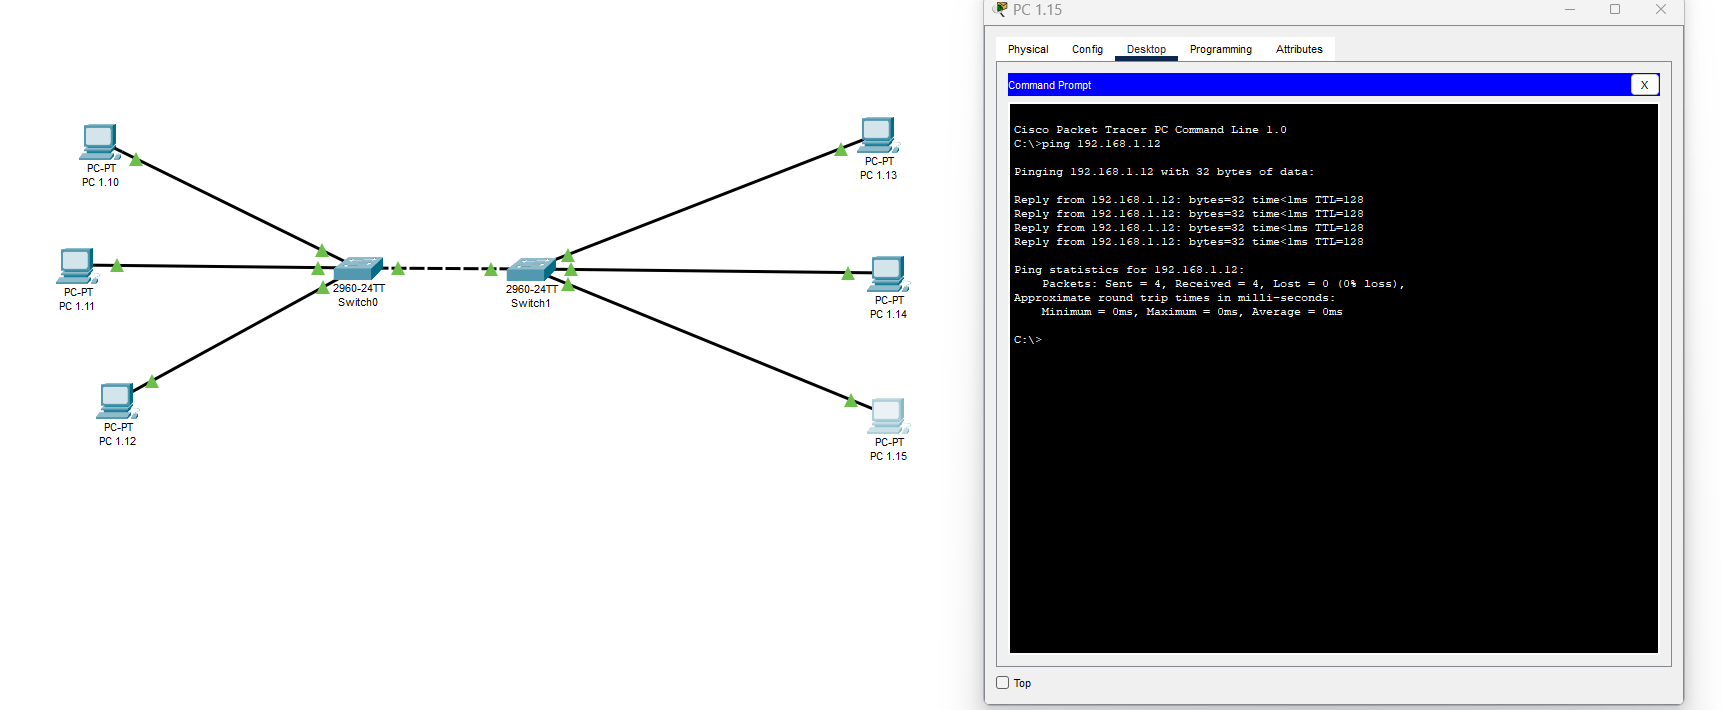 PC-PT
PC 1.10
PC-PT
PC 1.11
PC-PT
PC 1.12
2960-24TT
Switch0
2960-24TT
Switch1
PC-PT
PC 1.13
PC-PT
PC 1.14
PC-PT
PC 1.15
PC 1.15
Physical Config Desktop Programming Attributes
Command Prompt X
Cisco Packet Tracer PC Command Line 1.0
C:\>ping 192.168.1.12
Pinging 192.168.1.12 with 32 bytes of data:
Reply from 192.168.1.12: bytes=32 time<1ms TTL=128
Reply from 192.168.1.12: bytes=32 time<1ms TTL=128
Reply from 192.168.1.12: bytes=32 time<1ms TTL=128
Reply from 192.168.1.12: bytes=32 time<1ms TTL=128
Ping statistics for 192.168.1.12:
Packets: Sent = 4, Received = 4, Lost = 0 (0% loss),
Approximate round trip times in milli-seconds:
Minimum = 0ms, Maximum = 0ms, Average = 0ms
C:\>
Top